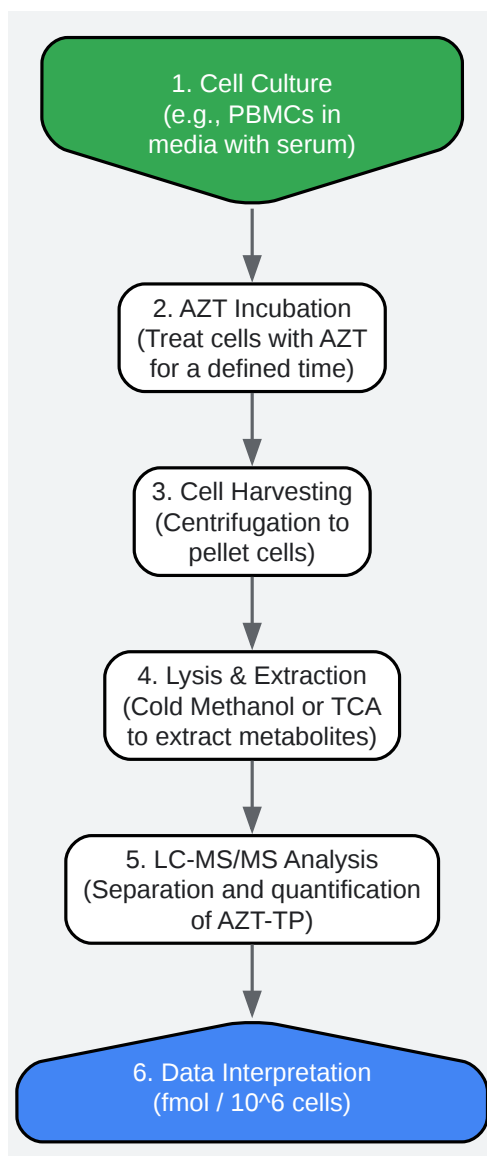 1. Cell Culture
(e.g., PBMCs in
media with serum)
2. AZT Incubation
(Treat cells with AZT
for a defined time)
3. Cell Harvesting
(Centrifugation to
pellet cells)
4. Lysis & Extraction
(Cold Methanol or TCA
to extract metabolites)
5. LC-MS/MS Analysis
(Separation and quantification
of AZT-TP)
6. Data Interpretation
(fmol / 10^6 cells)